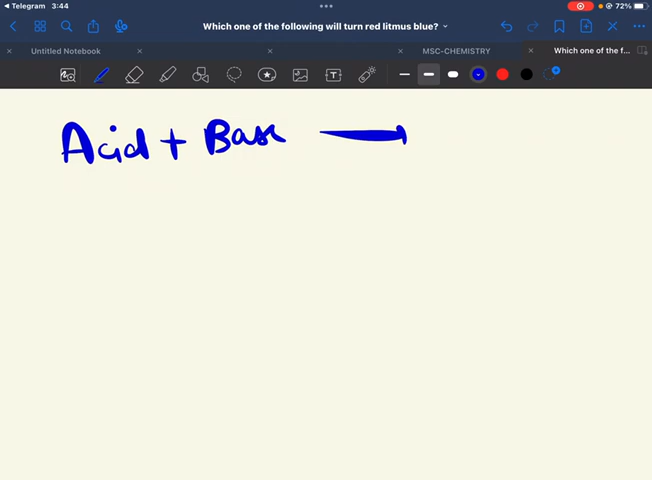 Telegram 3:44 72%
Which one of the following will turn red litmus blue?
Untitled Notebook MSC-CHEMISTRY Which one of the f...
Acid + Base